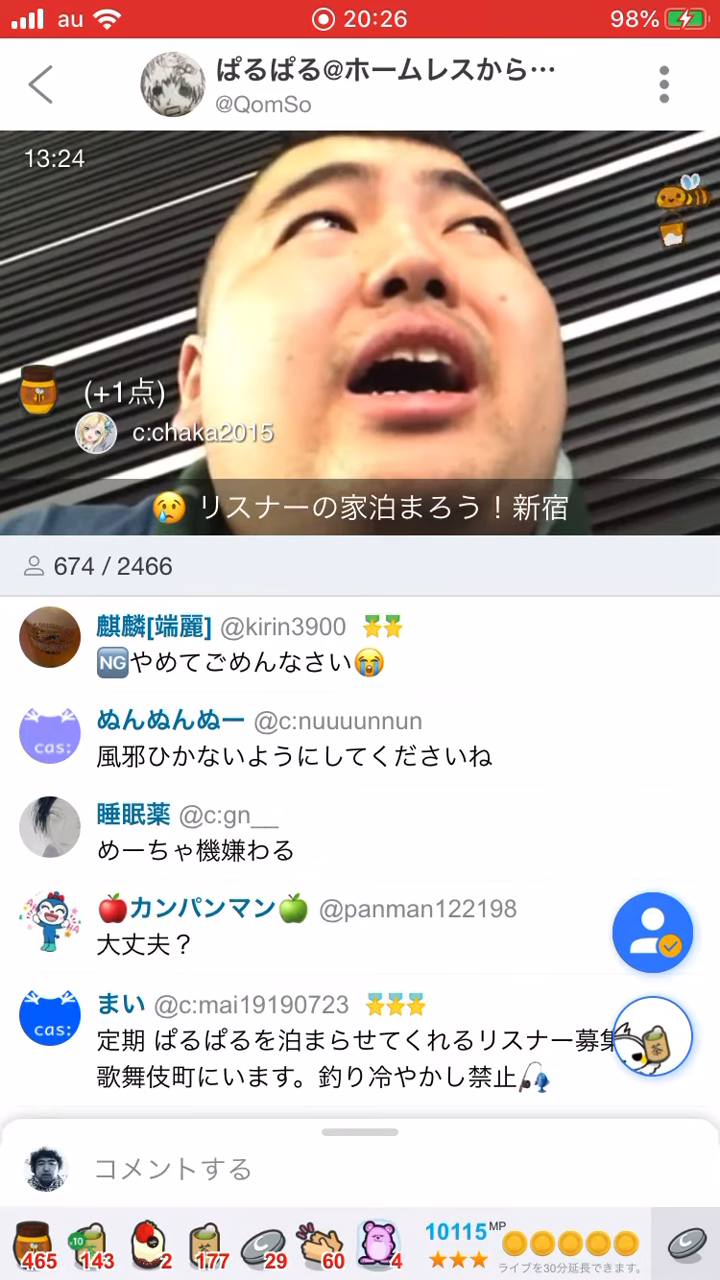 au 20:26 98%
ぱるぱる@ホームレスから…
@QomSo
13:24
(+1点)
c:chaka2015
😢 リスナーの家泊まろう！新宿
674 / 2466
麒麟[端麗] @kirin3900 🎖🎖
🆖やめてごめんなさい😭
ぬんぬんぬー @c:nuuuunnun
cas:
風邪ひかないようにしてくださいね
睡眠薬 @c:gn__
めーちゃ機嫌わる
🍎カンパンマン🍏 @panman122198
大丈夫？
まい @c:mai19190723
cas:
定期 ぱるぱるを泊まらせてくれるリスナー募集
茶
歌舞伎町にいます。釣り冷やかし禁止🎣
コメントする
465 10 143 2 177 29 60 4 10115 MP
ライブを30分延長できます。